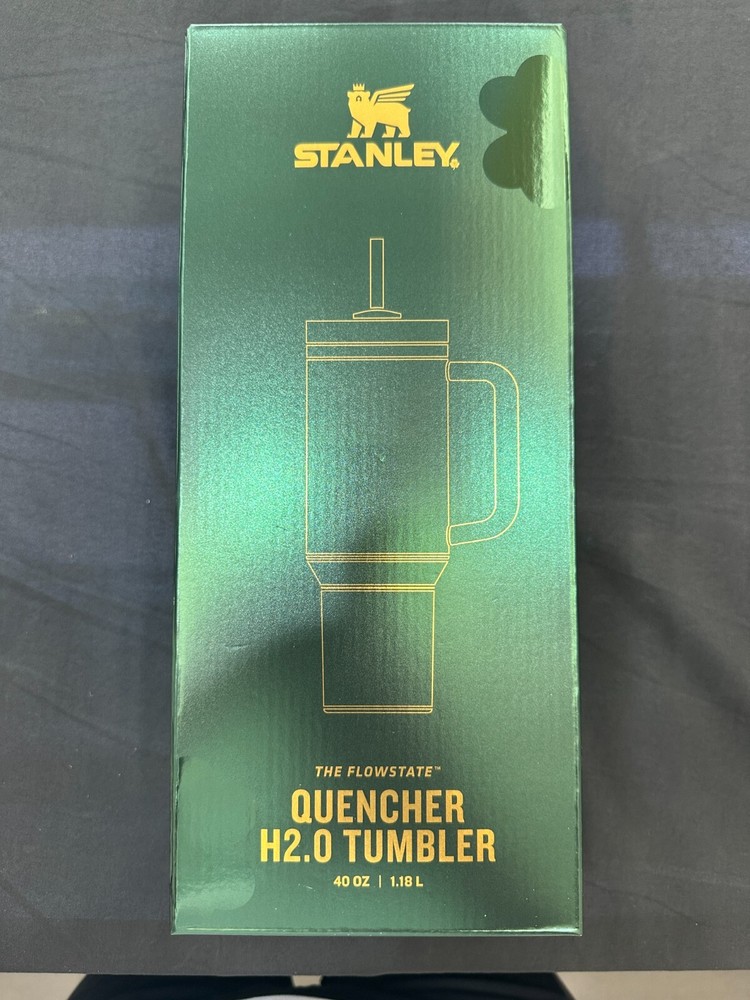 STANLEY
THE FLOWSTATE™
QUENCHER
H2.0 TUMBLER
40 OZ | 1.18 L